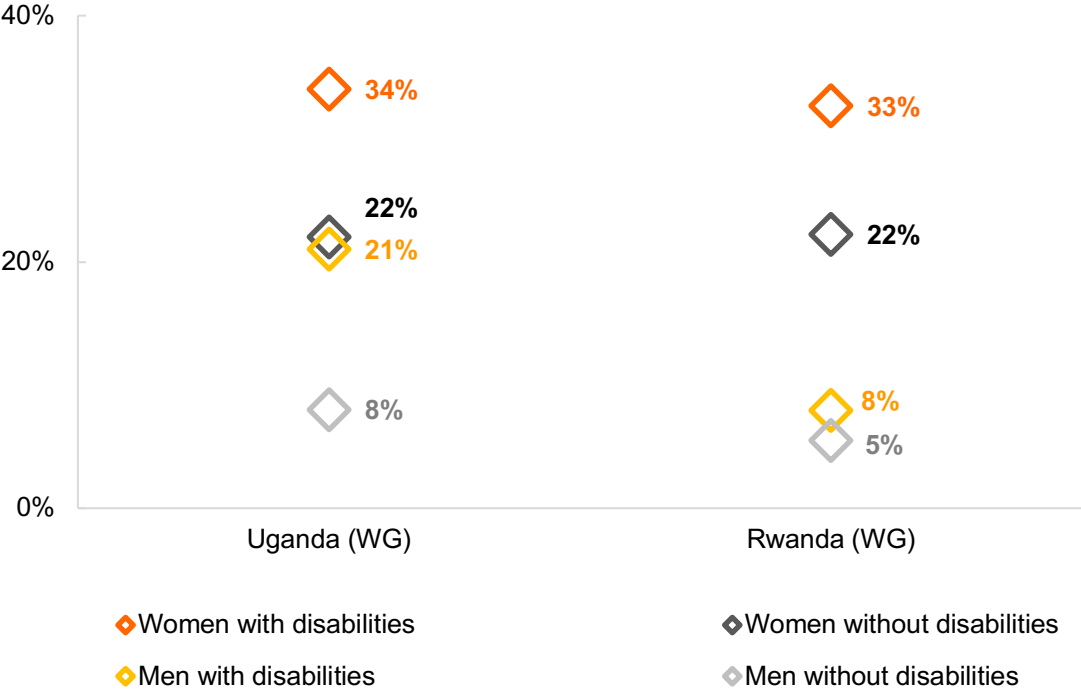 40%
34%
33%
22%
22%
21%
20%
8%
8%
5%
0%
Uganda (WG)
Rwanda (WG)
Women with disabilities
Women without disabilities
Men with disabilities
Men without disabilities